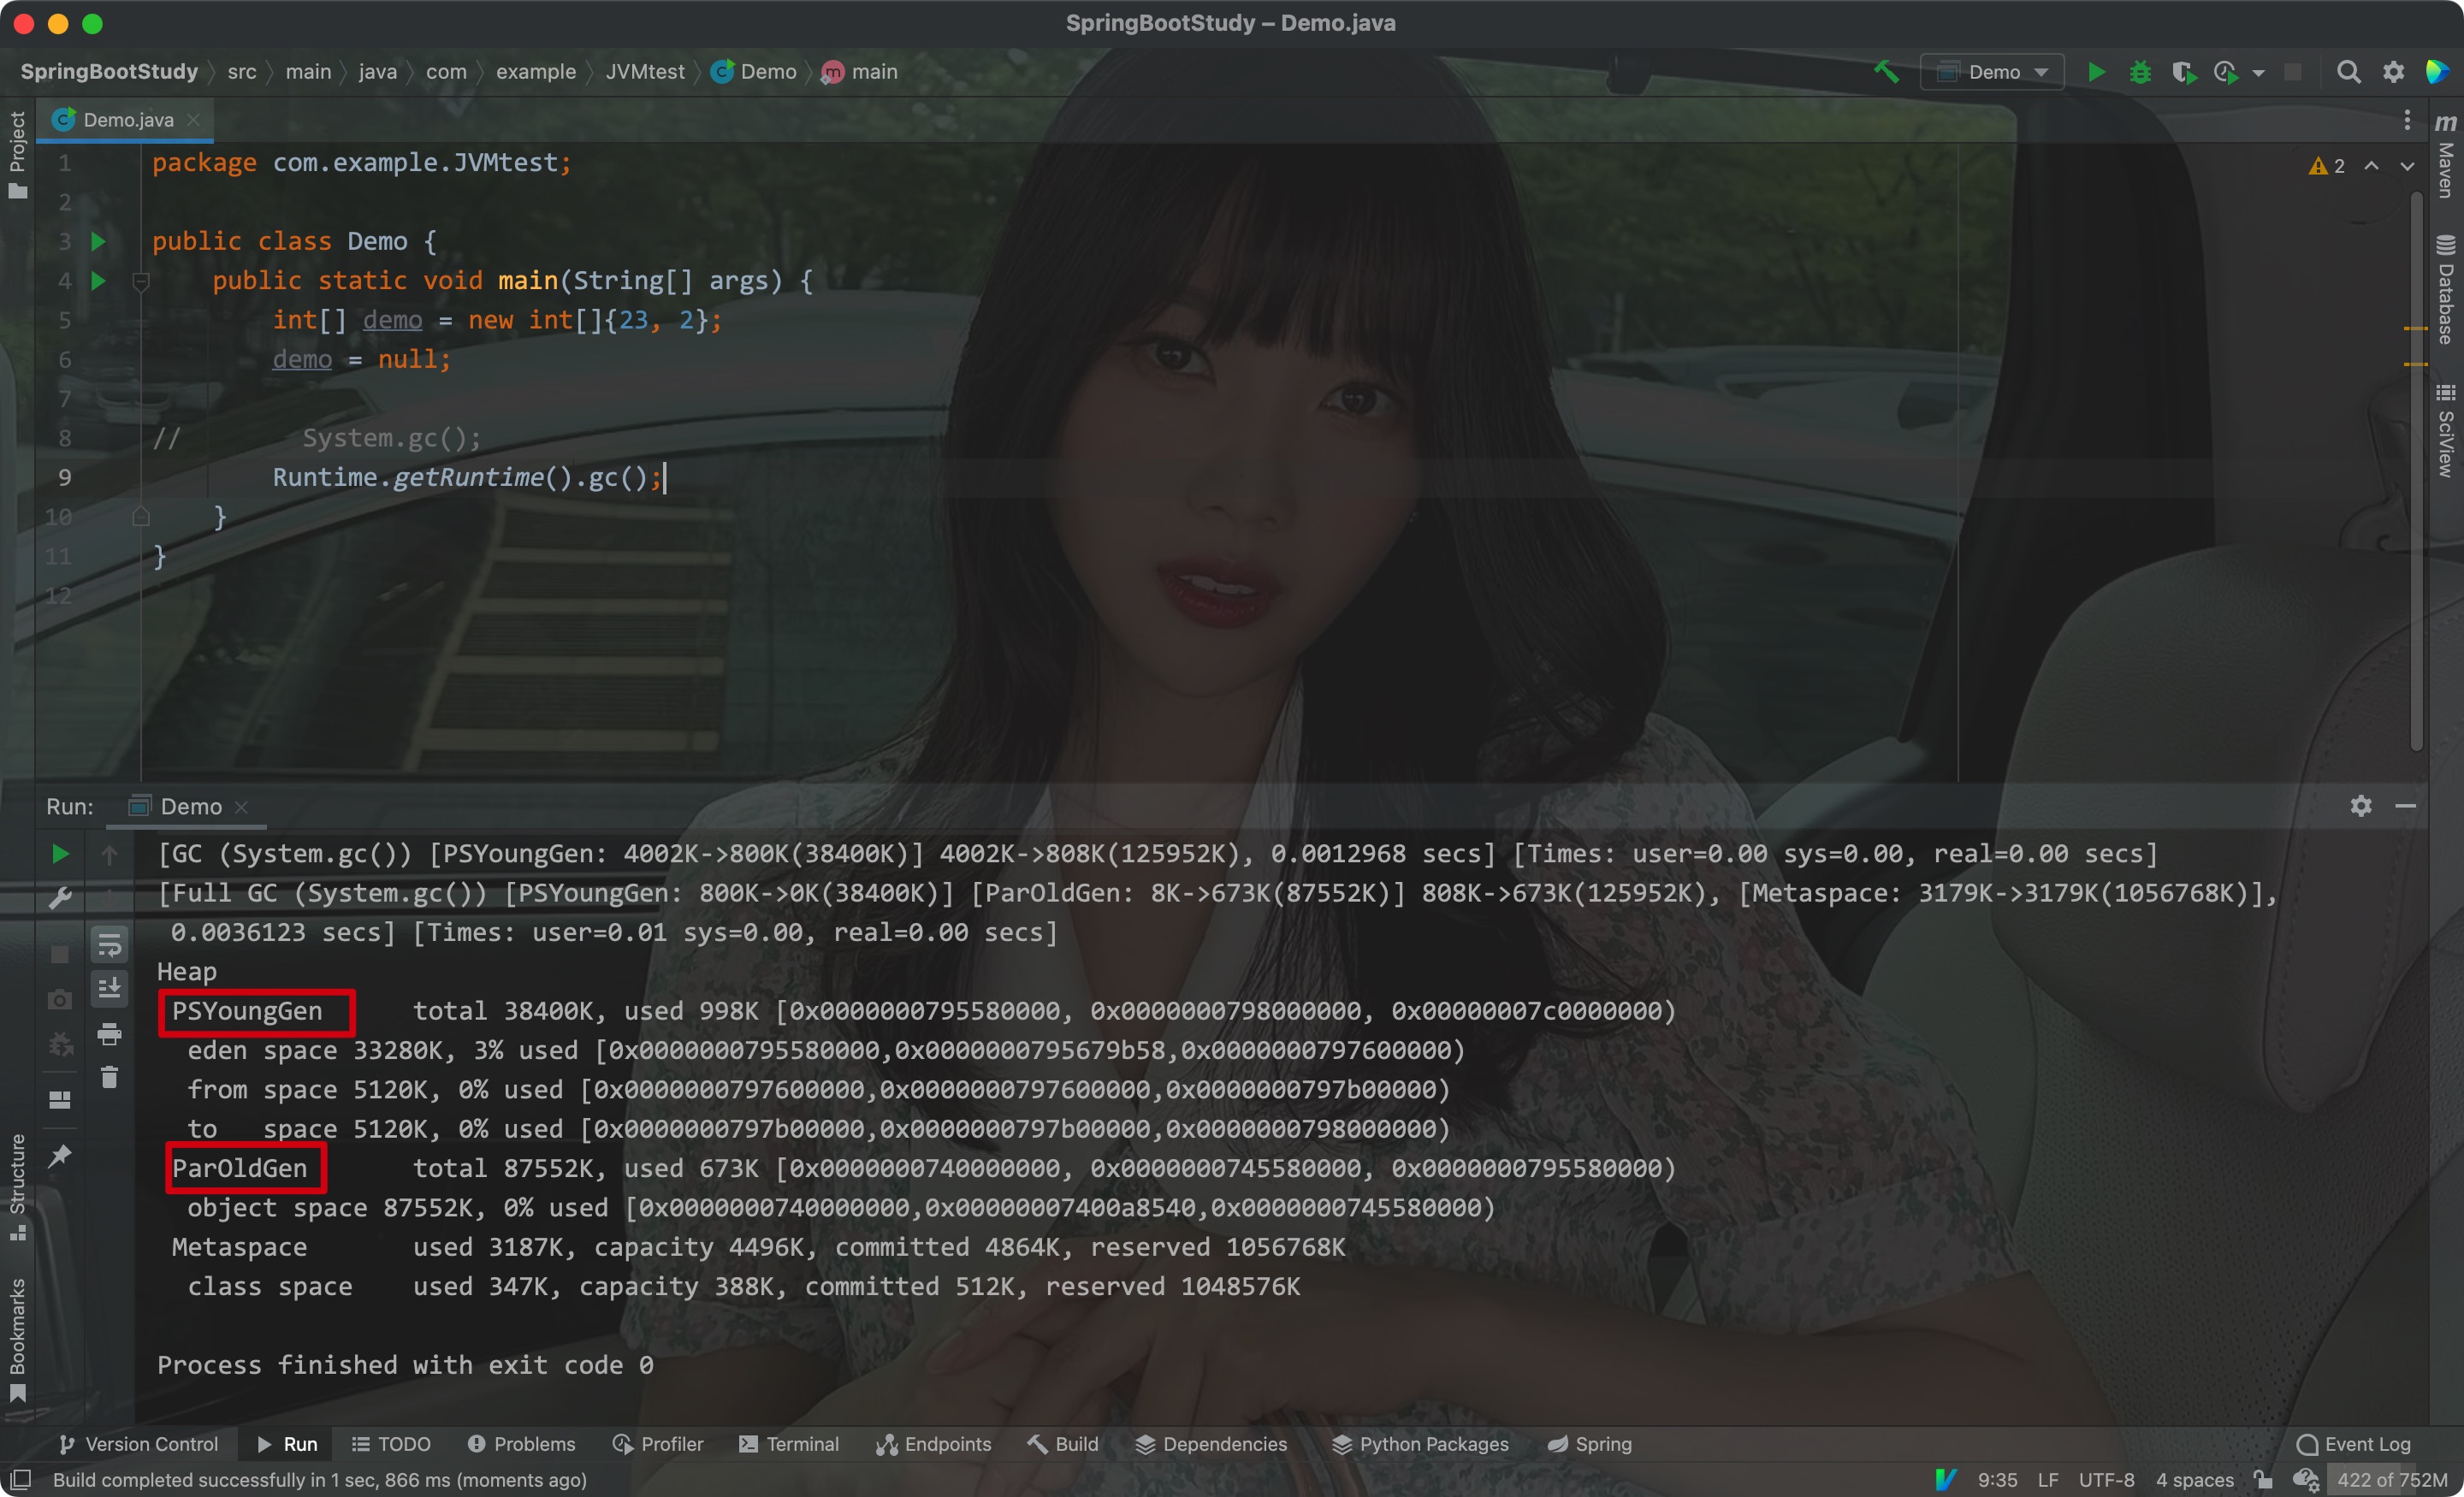 SpringBootStudy – Demo.java
SpringBootStudy src main java com example JVMtest Demo main
Demo
Project
Demo.java
Maven
Database
SciView
2
1 package com.example.JVMtest;
2
3 public class Demo {
4 public static void main(String[] args) {
5 int[] demo = new int[]{23, 2};
6 demo = null;
7
8 // System.gc();
9 Runtime.getRuntime().gc();
10 }
11 }
12
Run: Demo
[GC (System.gc()) [PSYoungGen: 4002K->800K(38400K)] 4002K->808K(125952K), 0.0012968 secs] [Times: user=0.00 sys=0.00, real=0.00 secs]
[Full GC (System.gc()) [PSYoungGen: 800K->0K(38400K)] [ParOldGen: 8K->673K(87552K)] 808K->673K(125952K), [Metaspace: 3179K->3179K(1056768K)],
0.0036123 secs] [Times: user=0.01 sys=0.00, real=0.00 secs]
Heap
PSYoungGen total 38400K, used 998K [0x0000000795580000, 0x0000000798000000, 0x00000007c0000000)
eden space 33280K, 3% used [0x0000000795580000,0x0000000795679b58,0x0000000797600000)
from space 5120K, 0% used [0x0000000797600000,0x0000000797600000,0x0000000797b00000)
to space 5120K, 0% used [0x0000000797b00000,0x0000000797b00000,0x0000000798000000)
ParOldGen total 87552K, used 673K [0x0000000740000000, 0x0000000745580000, 0x0000000795580000)
object space 87552K, 0% used [0x0000000740000000,0x00000007400a8540,0x0000000745580000)
Metaspace used 3187K, capacity 4496K, committed 4864K, reserved 1056768K
class space used 347K, capacity 388K, committed 512K, reserved 1048576K
Process finished with exit code 0
Structure
Bookmarks
Version Control Run TODO Problems Profiler Terminal Endpoints Build Dependencies Python Packages Spring Event Log
Build completed successfully in 1 sec, 866 ms (moments ago) 9:35 LF UTF-8 4 spaces 422 of 752M